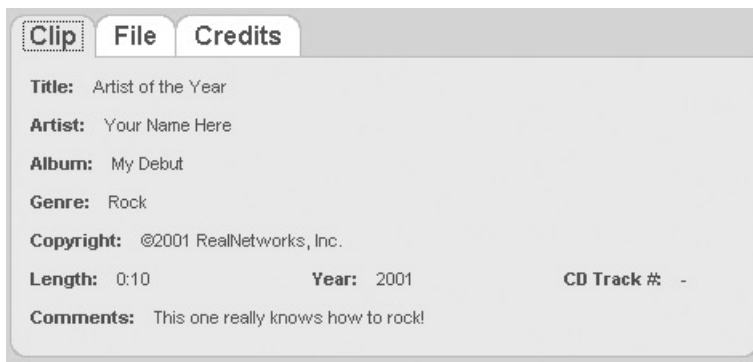 Clip File Credits
Title: Artist of the Year
Artist: Your Name Here
Album: My Debut
Genre: Rock
Copyright: ©2001 RealNetworks, Inc.
Length: 0:10 Year: 2001 CD Track #: -
Comments: This one really knows how to rock!